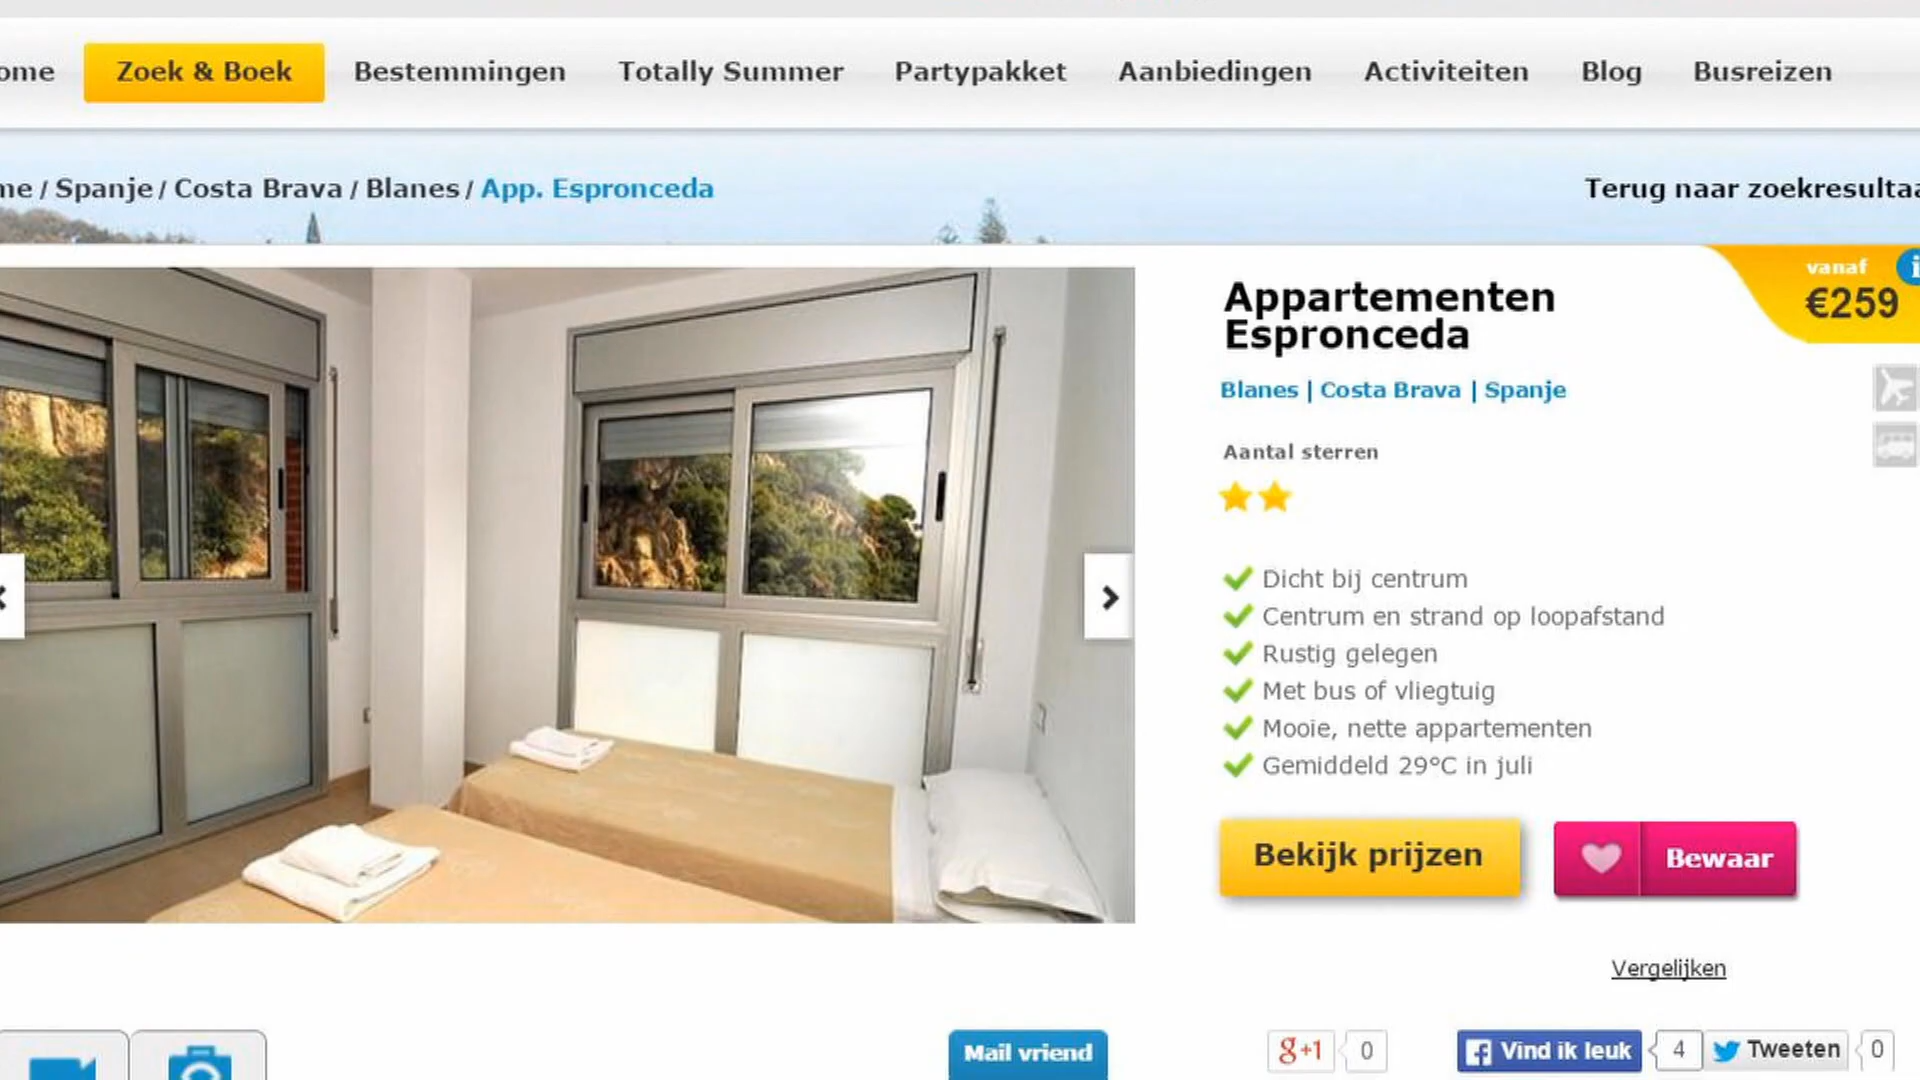 Zoek & Boek
Bestemmingen
Totally Summer
Partypakket
Aanbiedingen
Activiteiten
Blog
Busreizen
/ Spanje / Costa Brava / Blanes / App. Espronceda
Terug naar
vanaf
€259
Appartementen
Espronceda
Blanes | Costa Brava | Spanje
Aantal sterren
Dicht bij centrum
Centrum en strand op loopafstand
Rustig gelegen
Met bus of vliegtuig
Mooie, nette appartementen
Gemiddeld 29°C in juli
Bekijk prijzen
Bewaar
Vergelijken
Mail vriend
g+1
0
Vind ik leuk
4
Tweeten
0